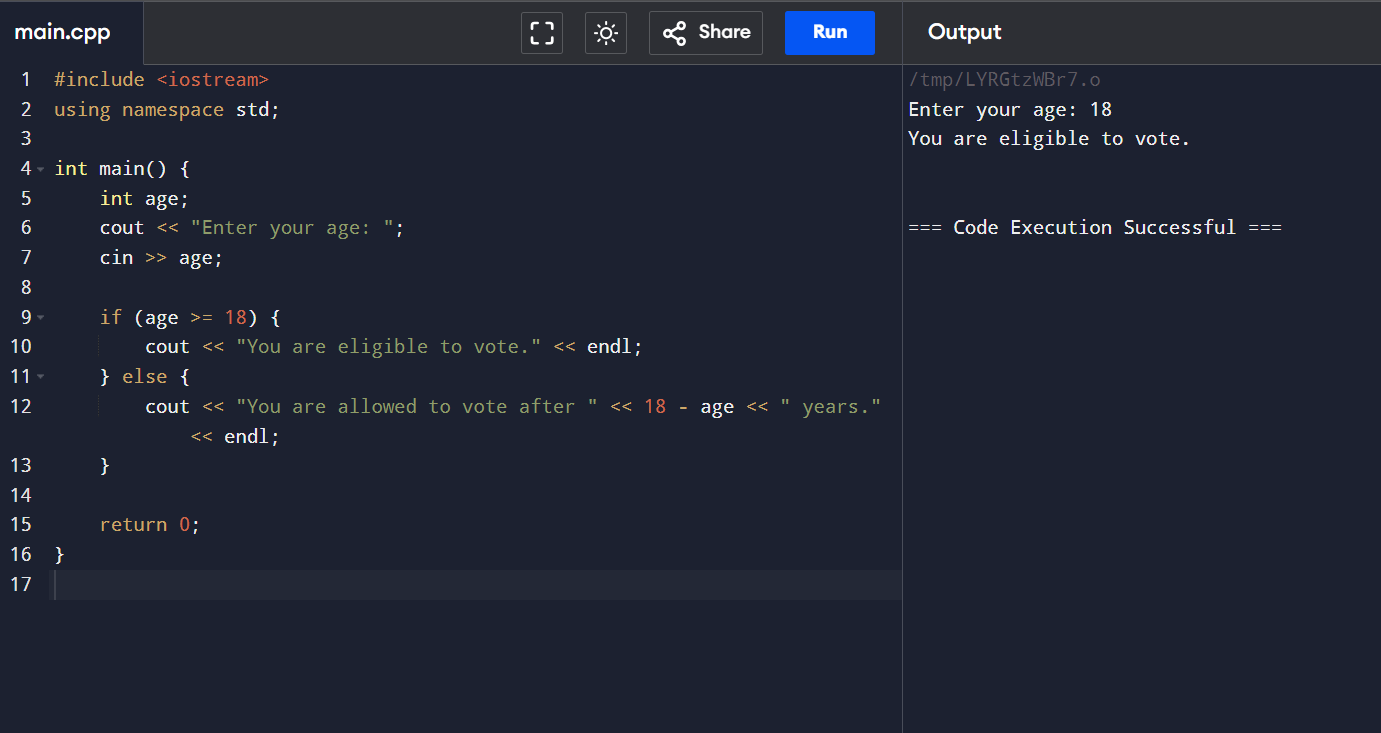 main.cpp
Share
Run
Output
1 #include <iostream>
2 using namespace std;
3
4 int main() {
5     int age;
6     cout << "Enter your age: ";
7     cin >> age;
8
9     if (age >= 18) {
10         cout << "You are eligible to vote." << endl;
11     } else {
12         cout << "You are allowed to vote after " << 18 - age << " years."
            << endl;
13     }
14
15     return 0;
16 }
17
/tmp/LYRGtzWBr7.o
Enter your age: 18
You are eligible to vote.
=== Code Execution Successful ===